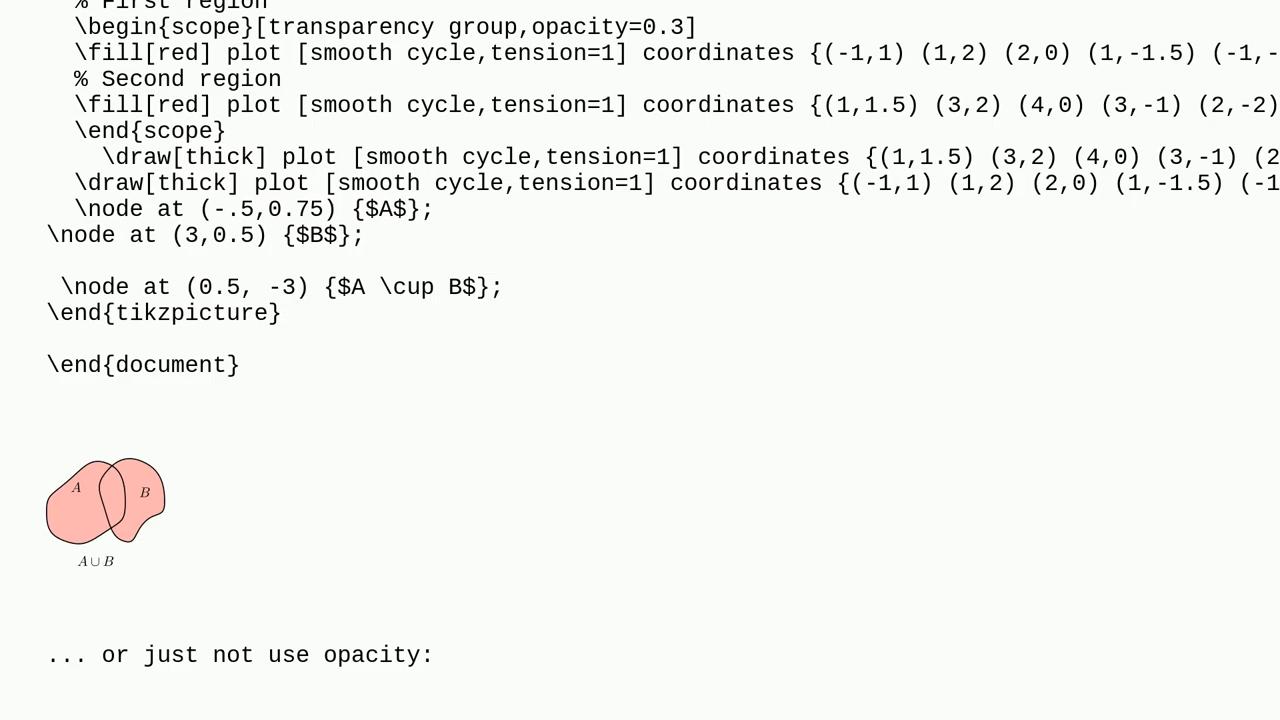 % First region
\begin{scope}[transparency group,opacity=0.3]
\fill[red] plot [smooth cycle,tension=1] coordinates {(-1,1) (1,2) (2,0) (1,-1.5) (-1,-
% Second region
\fill[red] plot [smooth cycle,tension=1] coordinates {(1,1.5) (3,2) (4,0) (3,-1) (2,-2)
\end{scope}
\draw[thick] plot [smooth cycle,tension=1] coordinates {(1,1.5) (3,2) (4,0) (3,-1) (2
\draw[thick] plot [smooth cycle,tension=1] coordinates {(-1,1) (1,2) (2,0) (1,-1.5) (-1
\node at (-.5,0.75) {$A$};
\node at (3,0.5) {$B$};
\node at (0.5, -3) {$A \cup B$};
\end{tikzpicture}
\end{document}
A
B
A ∪ B
... or just not use opacity: